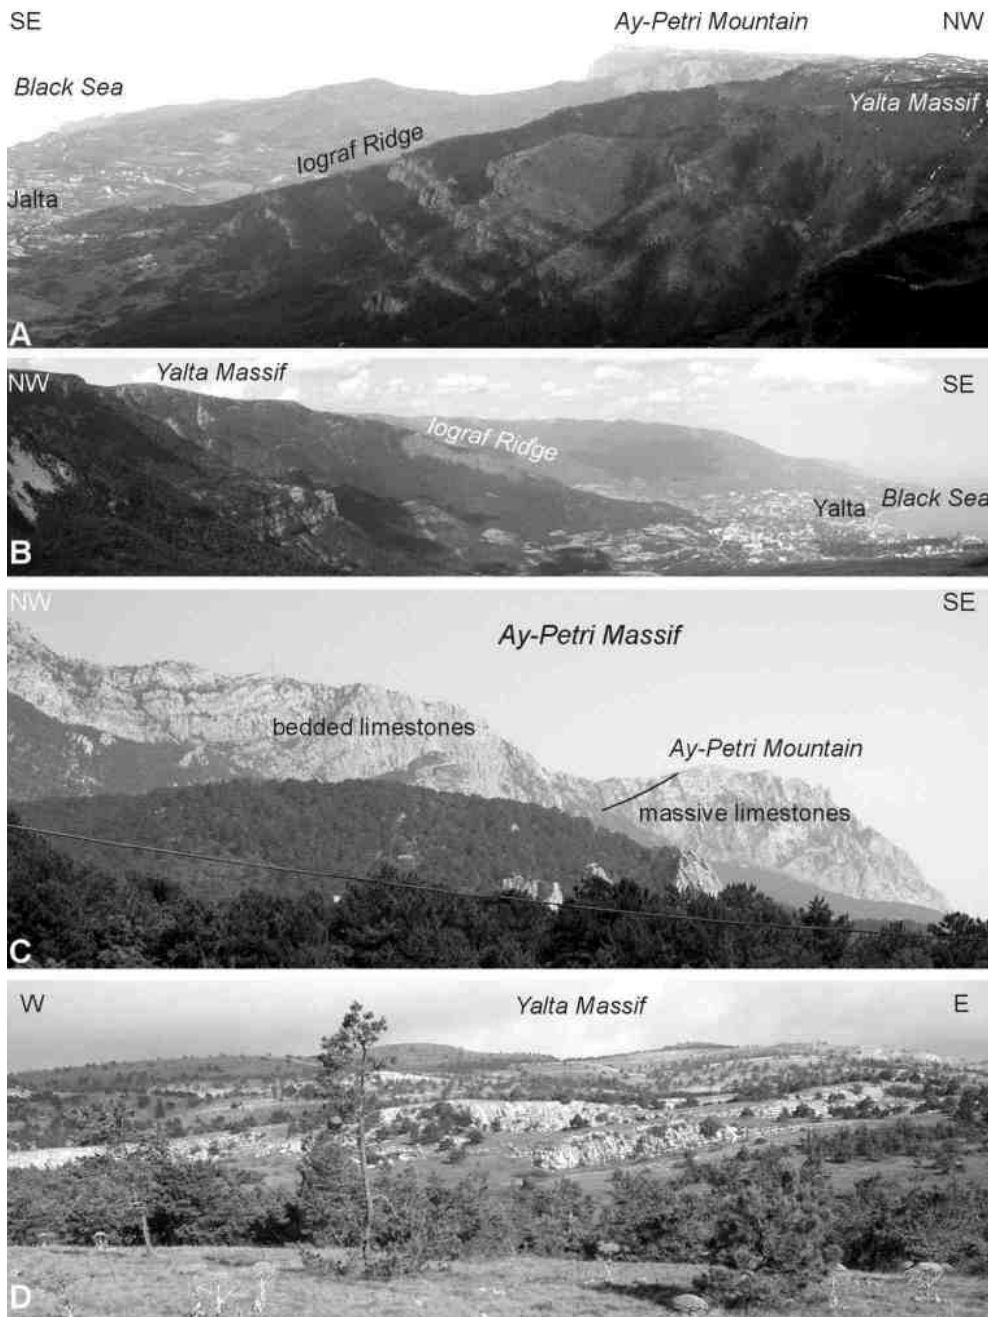 SE
Ay-Petri Mountain
NW
Black Sea
Yalta Massif
Iograf Ridge
Jalta
A
NW
Yalta Massif
SE
Iograf Ridge
Black Sea
Yalta
B
NW
SE
Ay-Petri Massif
bedded limestones
Ay-Petri Mountain
massive limestones
C
W
Yalta Massif
E
D